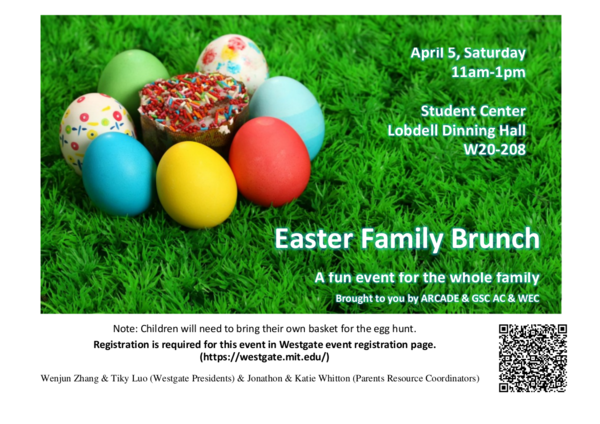 April 5, Saturday
11am-1pm
Student Center
Lobdell Dinning Hall
W20-208
Easter Family Brunch
A fun event for the whole family
Brought to you by ARCADE & GSC AC & WEC
Note: Children will need to bring their own basket for the egg hunt.
Registration is required for this event in Westgate event registration page.
(https://westgate.mit.edu/)
Wenjun Zhang & Tiky Luo (Westgate Presidents) & Jonathon & Katie Whitton (Parents Resource Coordinators)